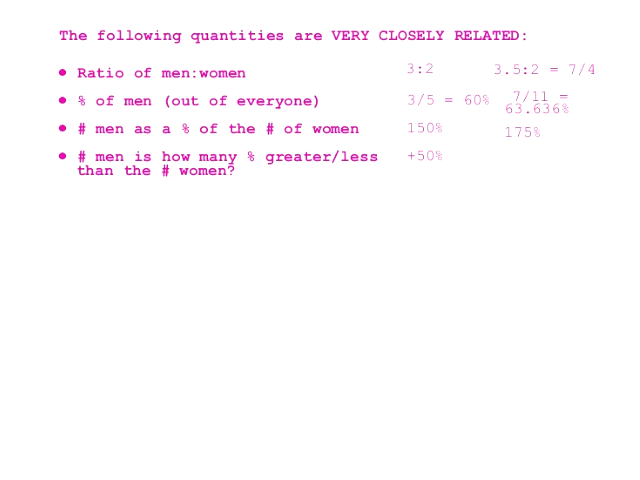 The following quantities are VERY CLOSELY RELATED:
● Ratio of men:women 3:2 3.5:2 = 7/4
● % of men (out of everyone) 3/5 = 60% 7/11 =
63.636%
● # men as a % of the # of women 150% 175%
● # men is how many % greater/less +50%
than the # women?